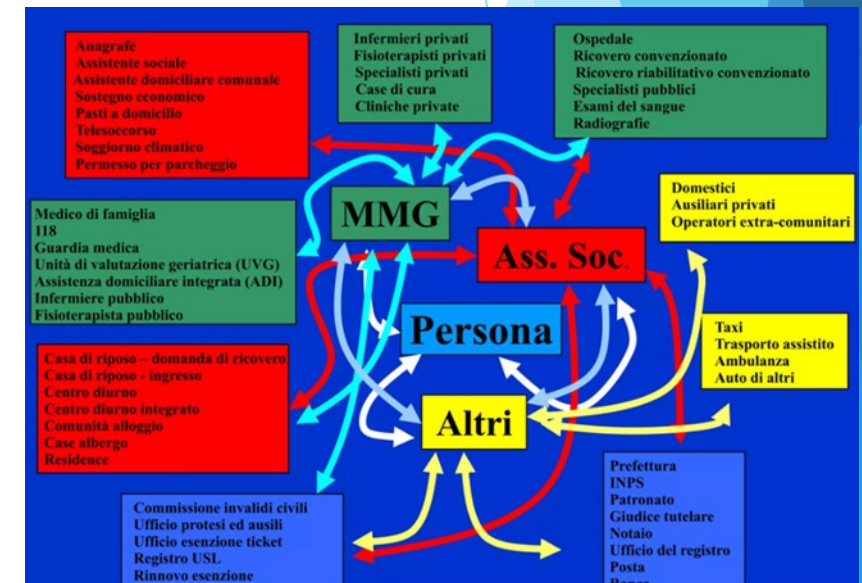 Anagrafe
Assistente sociale
Assistente domiciliare comunale
Sostegno economico
Pasti a domicilio
Telesoccorso
Soggiorno climatico
Permesso per parcheggio
Infermieri privati
Fisioterapisti privati
Specialisti privati
Case di cura
Cliniche private
Ospedale
Ricovero convenzionato
Ricovero riabilitativo convenzionato
Specialisti pubblici
Esami del sangue
Radiografie
MMG
Domestici
Ausiliari privati
Operatori extra-comunitari
Medico di famiglia
118
Guardia medica
Unità di valutazione geriatrica (UVG)
Assistenza domiciliare integrata (ADI)
Infermiere pubblico
Fisioterapista pubblico
Ass. Soc.
Persona
Taxi
Trasporto assistito
Ambulanza
Auto di altri
Casa di riposo – domanda di ricovero
Casa di riposo - ingresso
Centro diurno
Centro diurno integrato
Comunità alloggio
Case albergo
Residence
Altri
Commissione invalidi civili
Ufficio protesi ed ausili
Ufficio esenzione ticket
Registro USL
Rinnovo esenzione
Prefettura
INPS
Patronato
Giudice tutelare
Notaio
Ufficio del registro
Posta